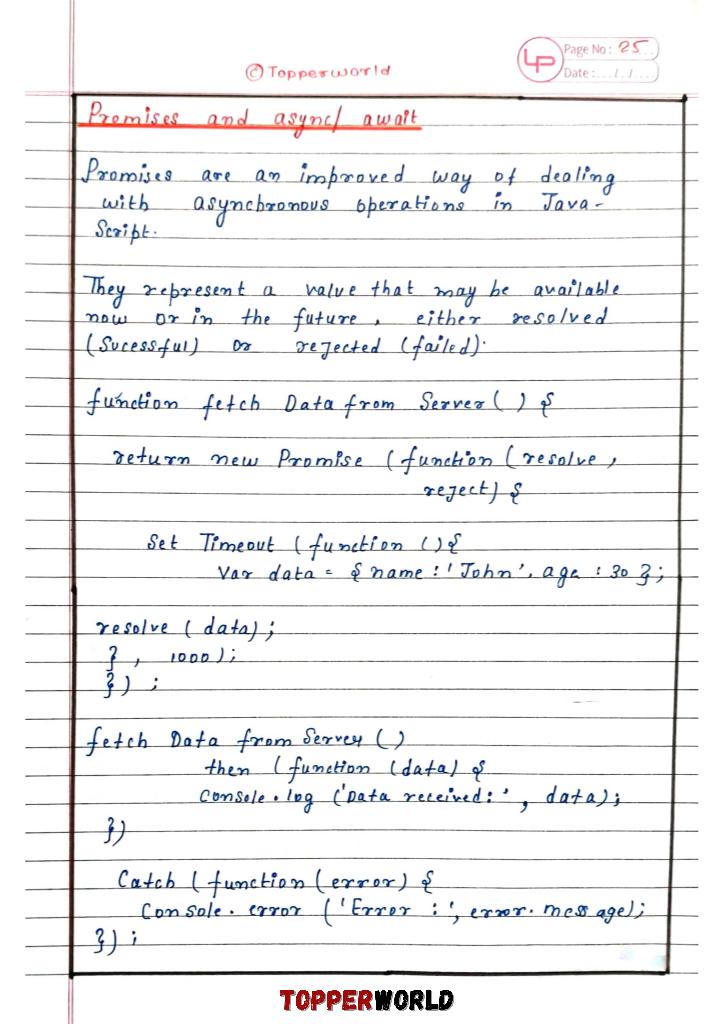 © Topperworld
LP
Page No: 25
Date:.../.../...
Promises and async/ await
Promises are an improved way of dealing
with asynchronous operations in Java-
Script.
They represent a value that may be available
now or in the future, either resolved
(Sucessful) or rejected (failed).
function fetch Data from Server ( ) {
return new Promise (function (resolve,
reject) {
Set Timeout (function () {
Var data = { name : 'John', age : 30 };
resolve (data);
} , 1000);
}) ;
fetch Data from Server ()
then (function (data) {
Console.log ('Data received:', data);
})
Catch (function (error) {
Console. error ('Error :', error. message);
}) ;
TOPPERWORLD